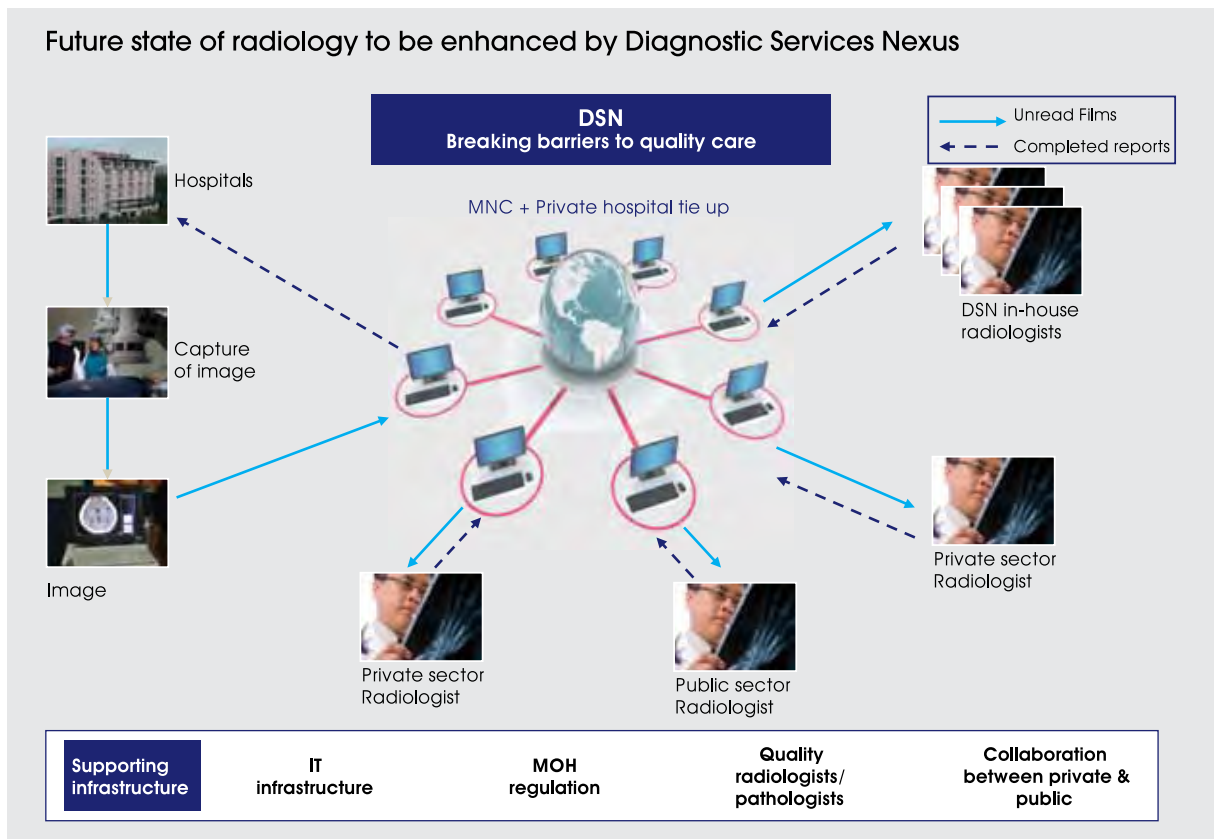 Future state of radiology to be enhanced by Diagnostic Services Nexus
DSN
Breaking barriers to quality care
Unread Films
Completed reports
Hospitals
MNC + Private hospital tie up
DSN in-house
radiologists
Capture
of image
Image
Private sector
Radiologist
Private sector
Radiologist
Public sector
Radiologist
Supporting
infrastructure
IT
infrastructure
MOH
regulation
Quality
radiologists/
pathologists
Collaboration
between private &
public